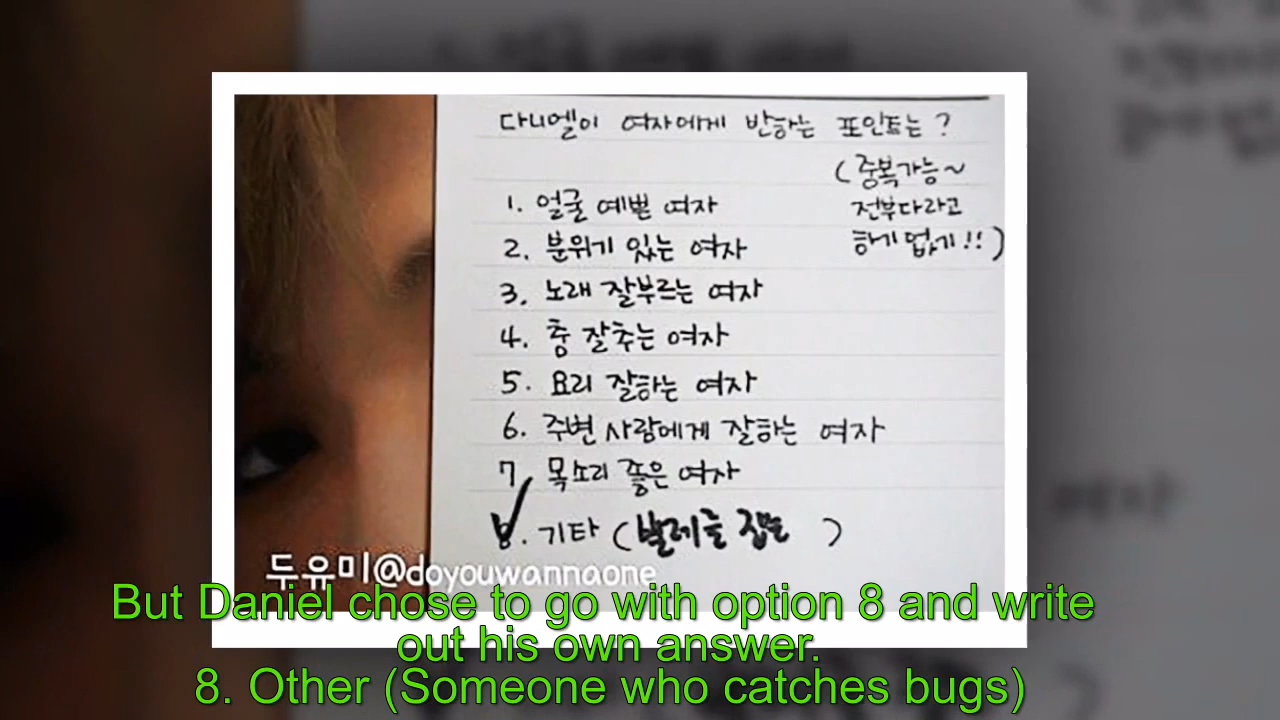 다니엘이 여자에게 반하는 포인트는?
(중복가능~
전부다라고
하기 없기!!)
1. 얼굴 예쁜 여자
2. 분위기 있는 여자
3. 노래 잘부르는 여자
4. 춤 잘추는 여자
5. 요리 잘하는 여자
6. 주변 사람에게 잘하는 여자
7. 목소리 좋은 여자
8. 기타 (벌레를 잡는 )
두유미@doyouwannaone
But Daniel chose to go with option 8 and write
out his own answer.
8. Other (Someone who catches bugs)